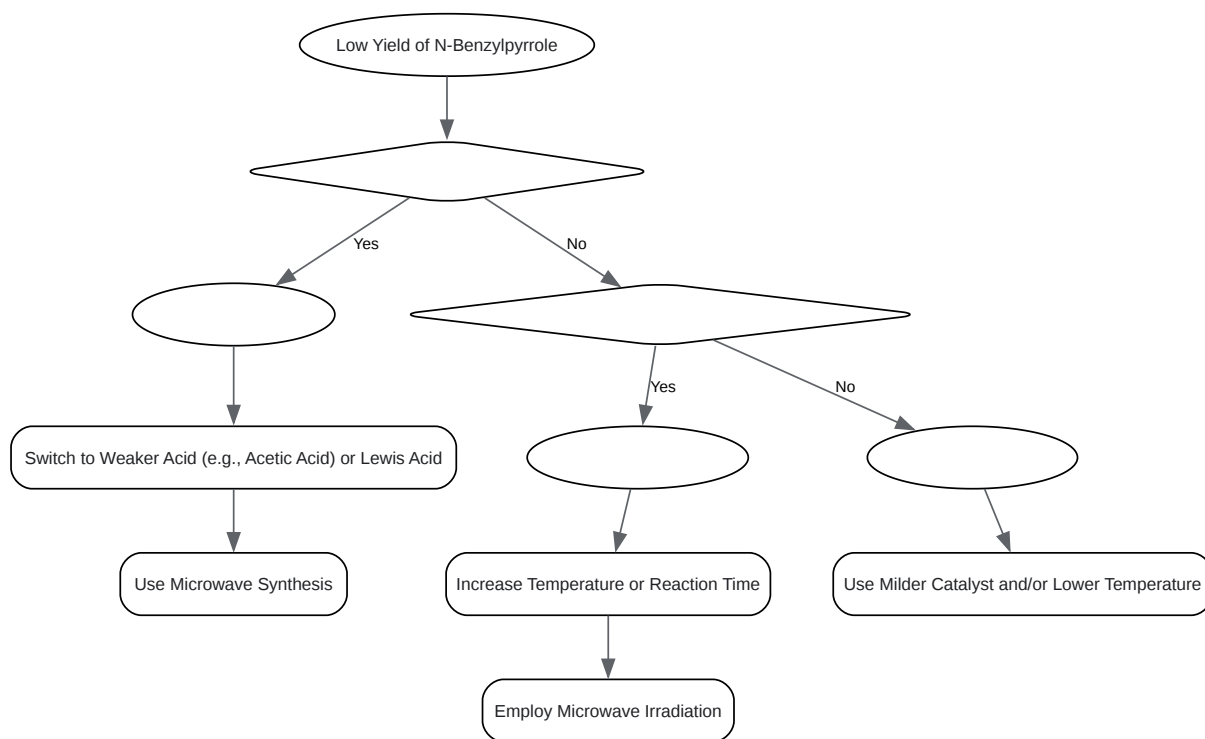 Low Yield of N-Benzylpyrrole
Yes
No
Yes
No
Switch to Weaker Acid (e.g., Acetic Acid) or Lewis Acid
Use Microwave Synthesis
Increase Temperature or Reaction Time
Use Milder Catalyst and/or Lower Temperature
Employ Microwave Irradiation